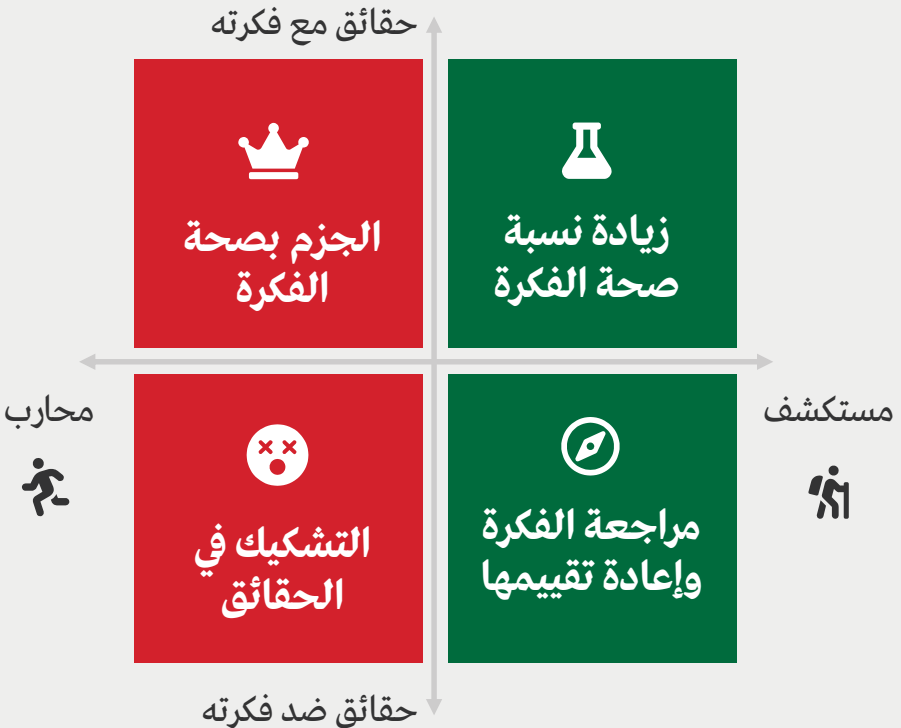 حقائق مع فكرته
زيادة نسبة
صحة الفكرة
الجزم بصحة
الفكرة
مستكشف
محارب
مراجعة الفكرة
وإعادة تقييمها
التشكيك في
الحقائق
حقائق ضد فكرته